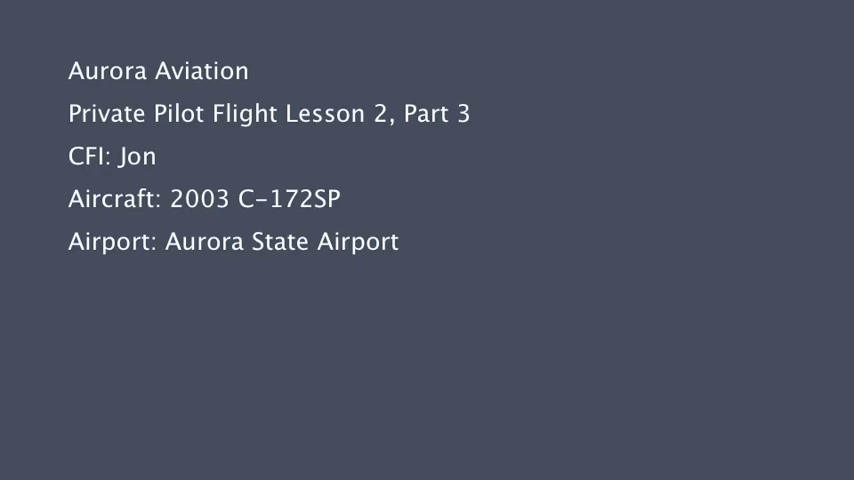 Aurora Aviation
Private Pilot Flight Lesson 2, Part 3
CFI: Jon
Aircraft: 2003 C-172SP
Airport: Aurora State Airport